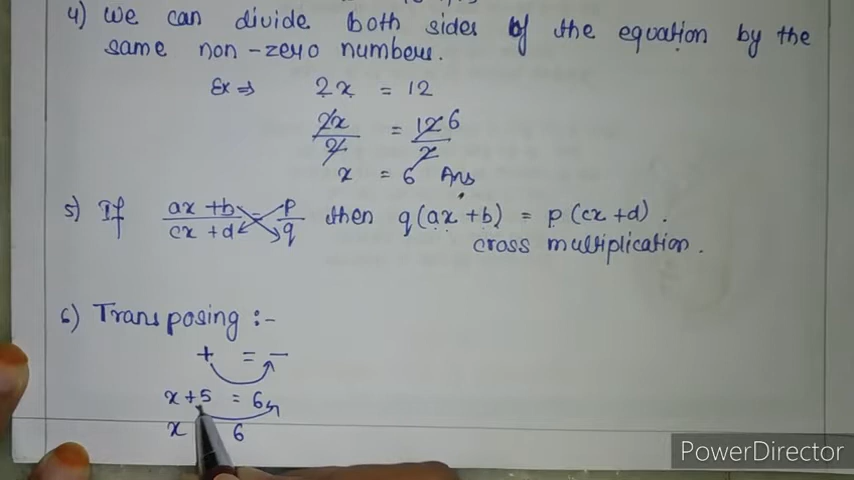 4) We can divide both sides of the equation by the
same non-zero numbers.
Ex ⇒ 2x = 12
2x/2 = 12/2 6
x = 6 Ans
5) If ax+b/cx+d = p/q then q(ax+b) = p(cx+d).
cross multiplication.
6) Transposing :-
+ = −
x+5 = 6
x 6
PowerDirector